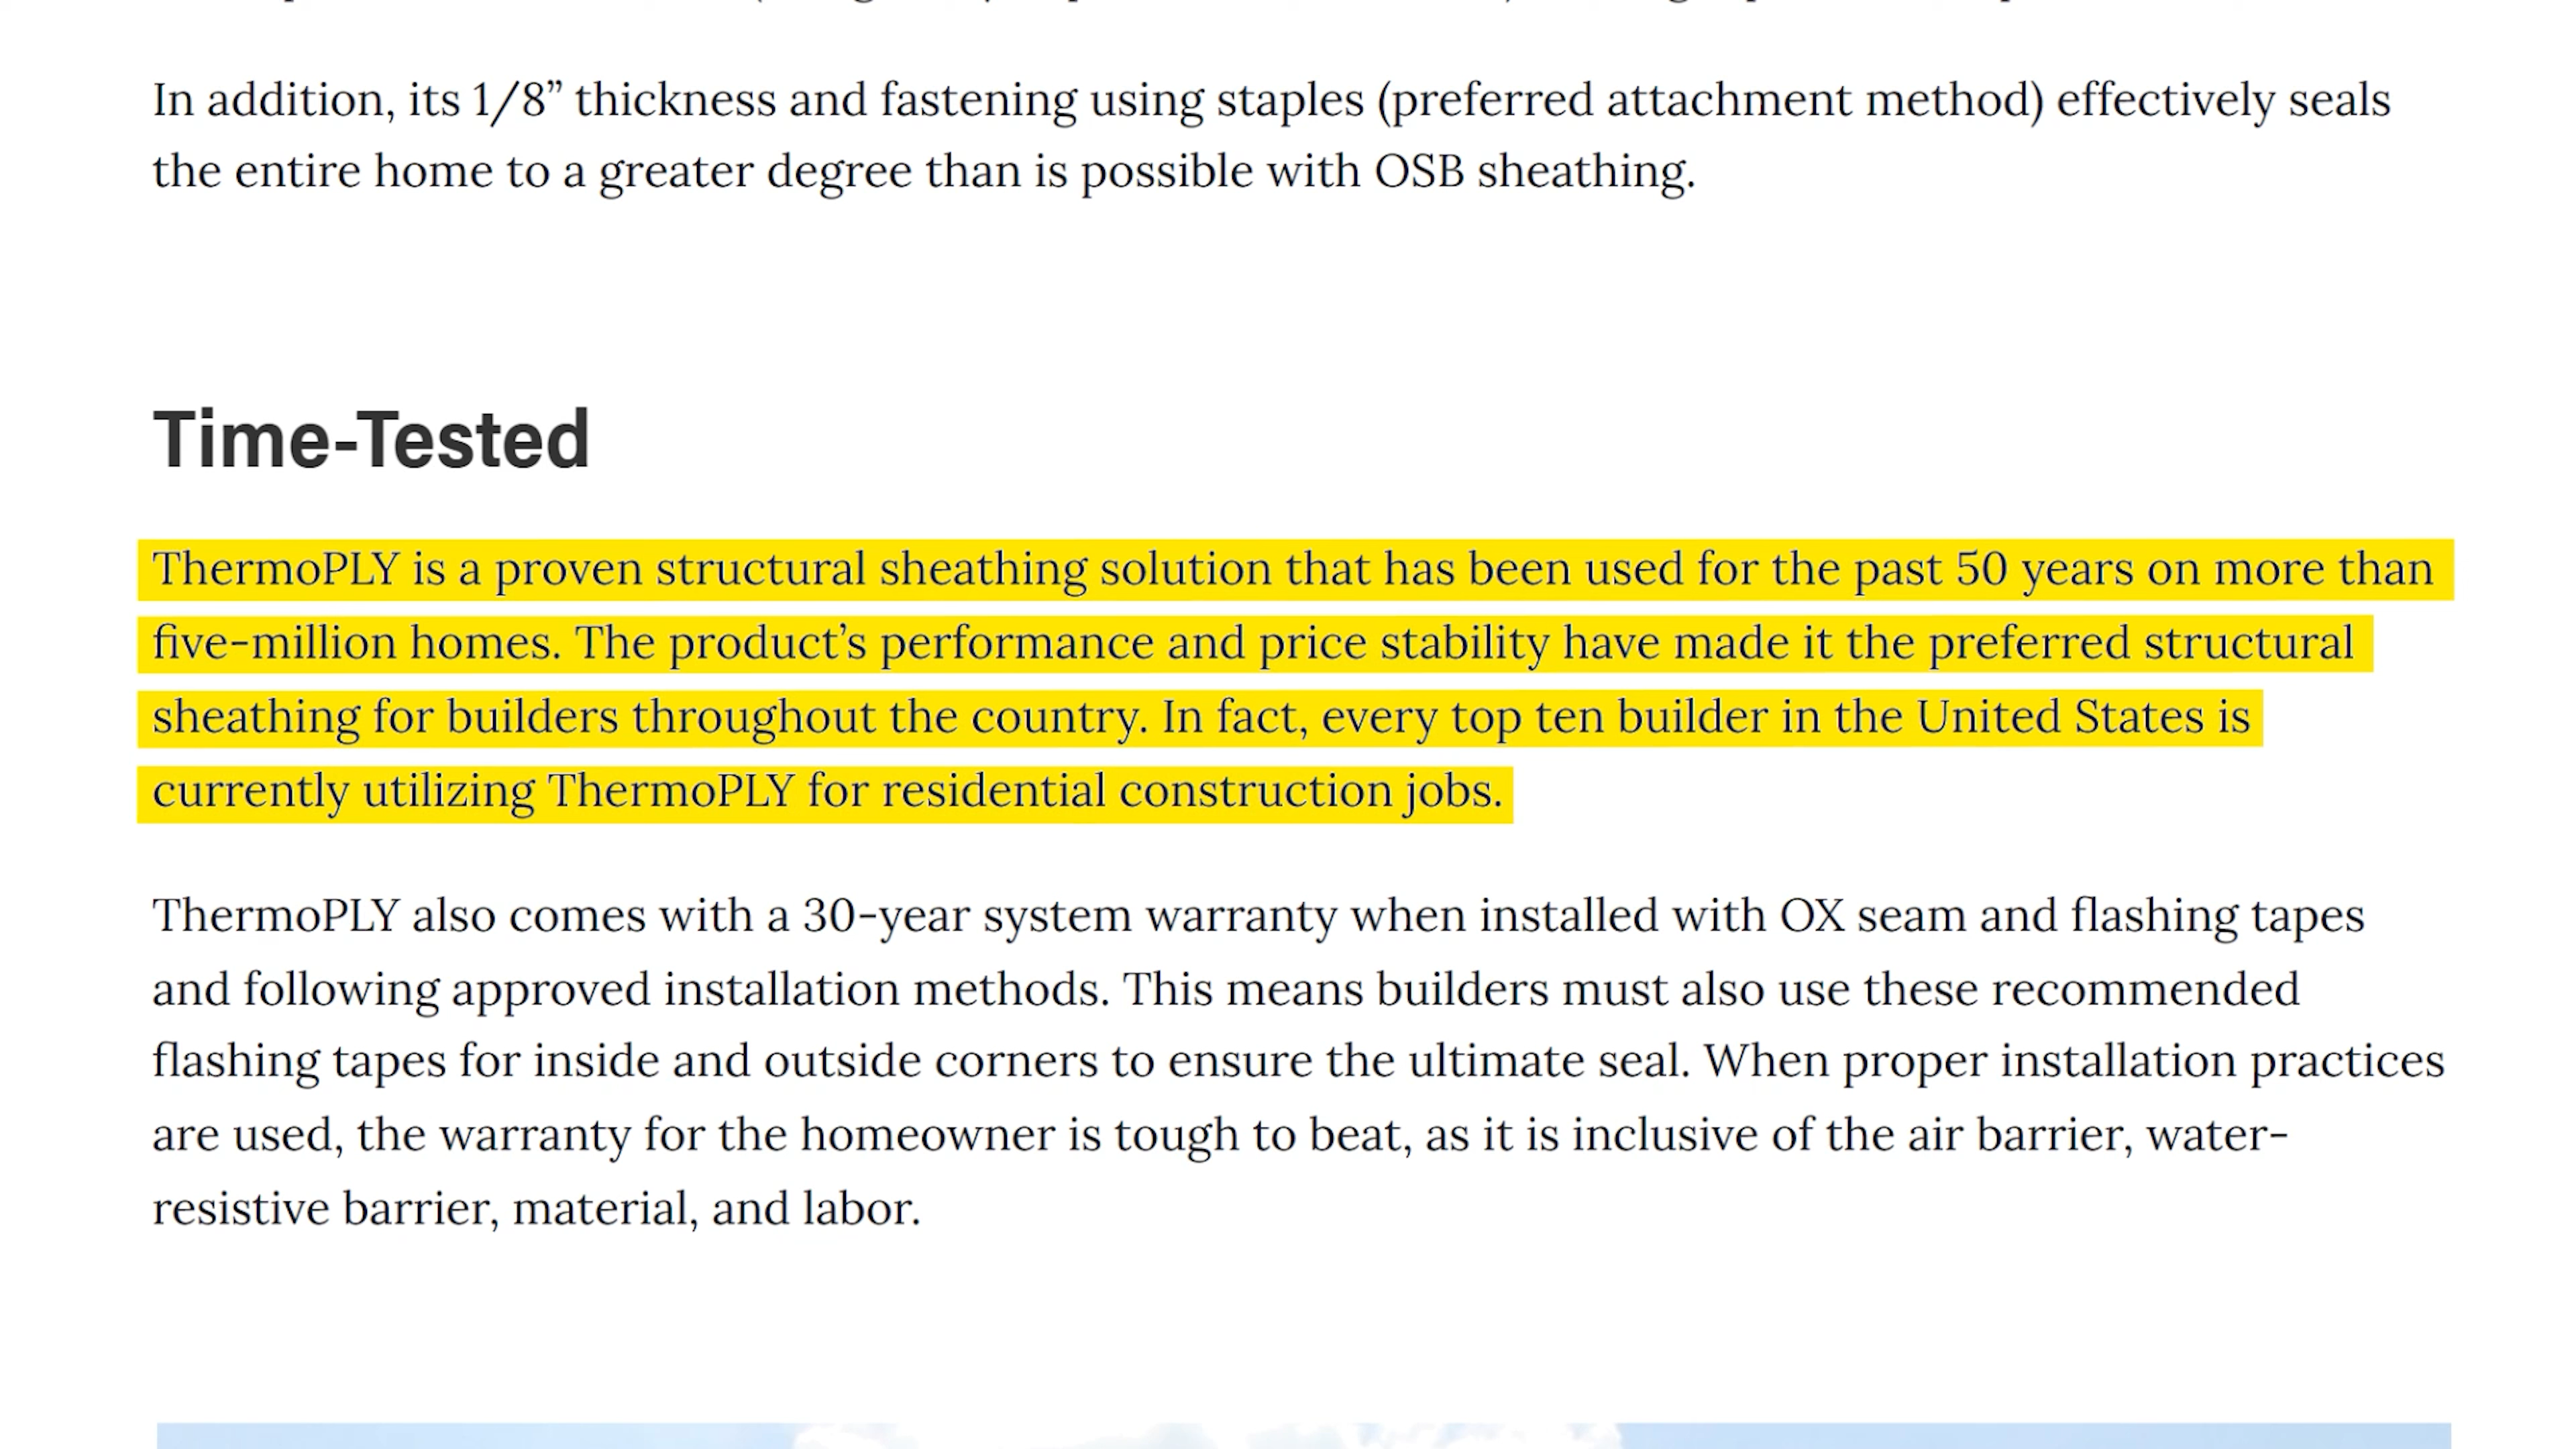 In addition, its 1/8” thickness and fastening using staples (preferred attachment method) effectively seals
the entire home to a greater degree than is possible with OSB sheathing.
Time-Tested
ThermoPLY is a proven structural sheathing solution that has been used for the past 50 years on more than
five-million homes. The product’s performance and price stability have made it the preferred structural
sheathing for builders throughout the country. In fact, every top ten builder in the United States is
currently utilizing ThermoPLY for residential construction jobs.
ThermoPLY also comes with a 30-year system warranty when installed with OX seam and flashing tapes
and following approved installation methods. This means builders must also use these recommended
flashing tapes for inside and outside corners to ensure the ultimate seal. When proper installation practices
are used, the warranty for the homeowner is tough to beat, as it is inclusive of the air barrier, water-
resistive barrier, material, and labor.